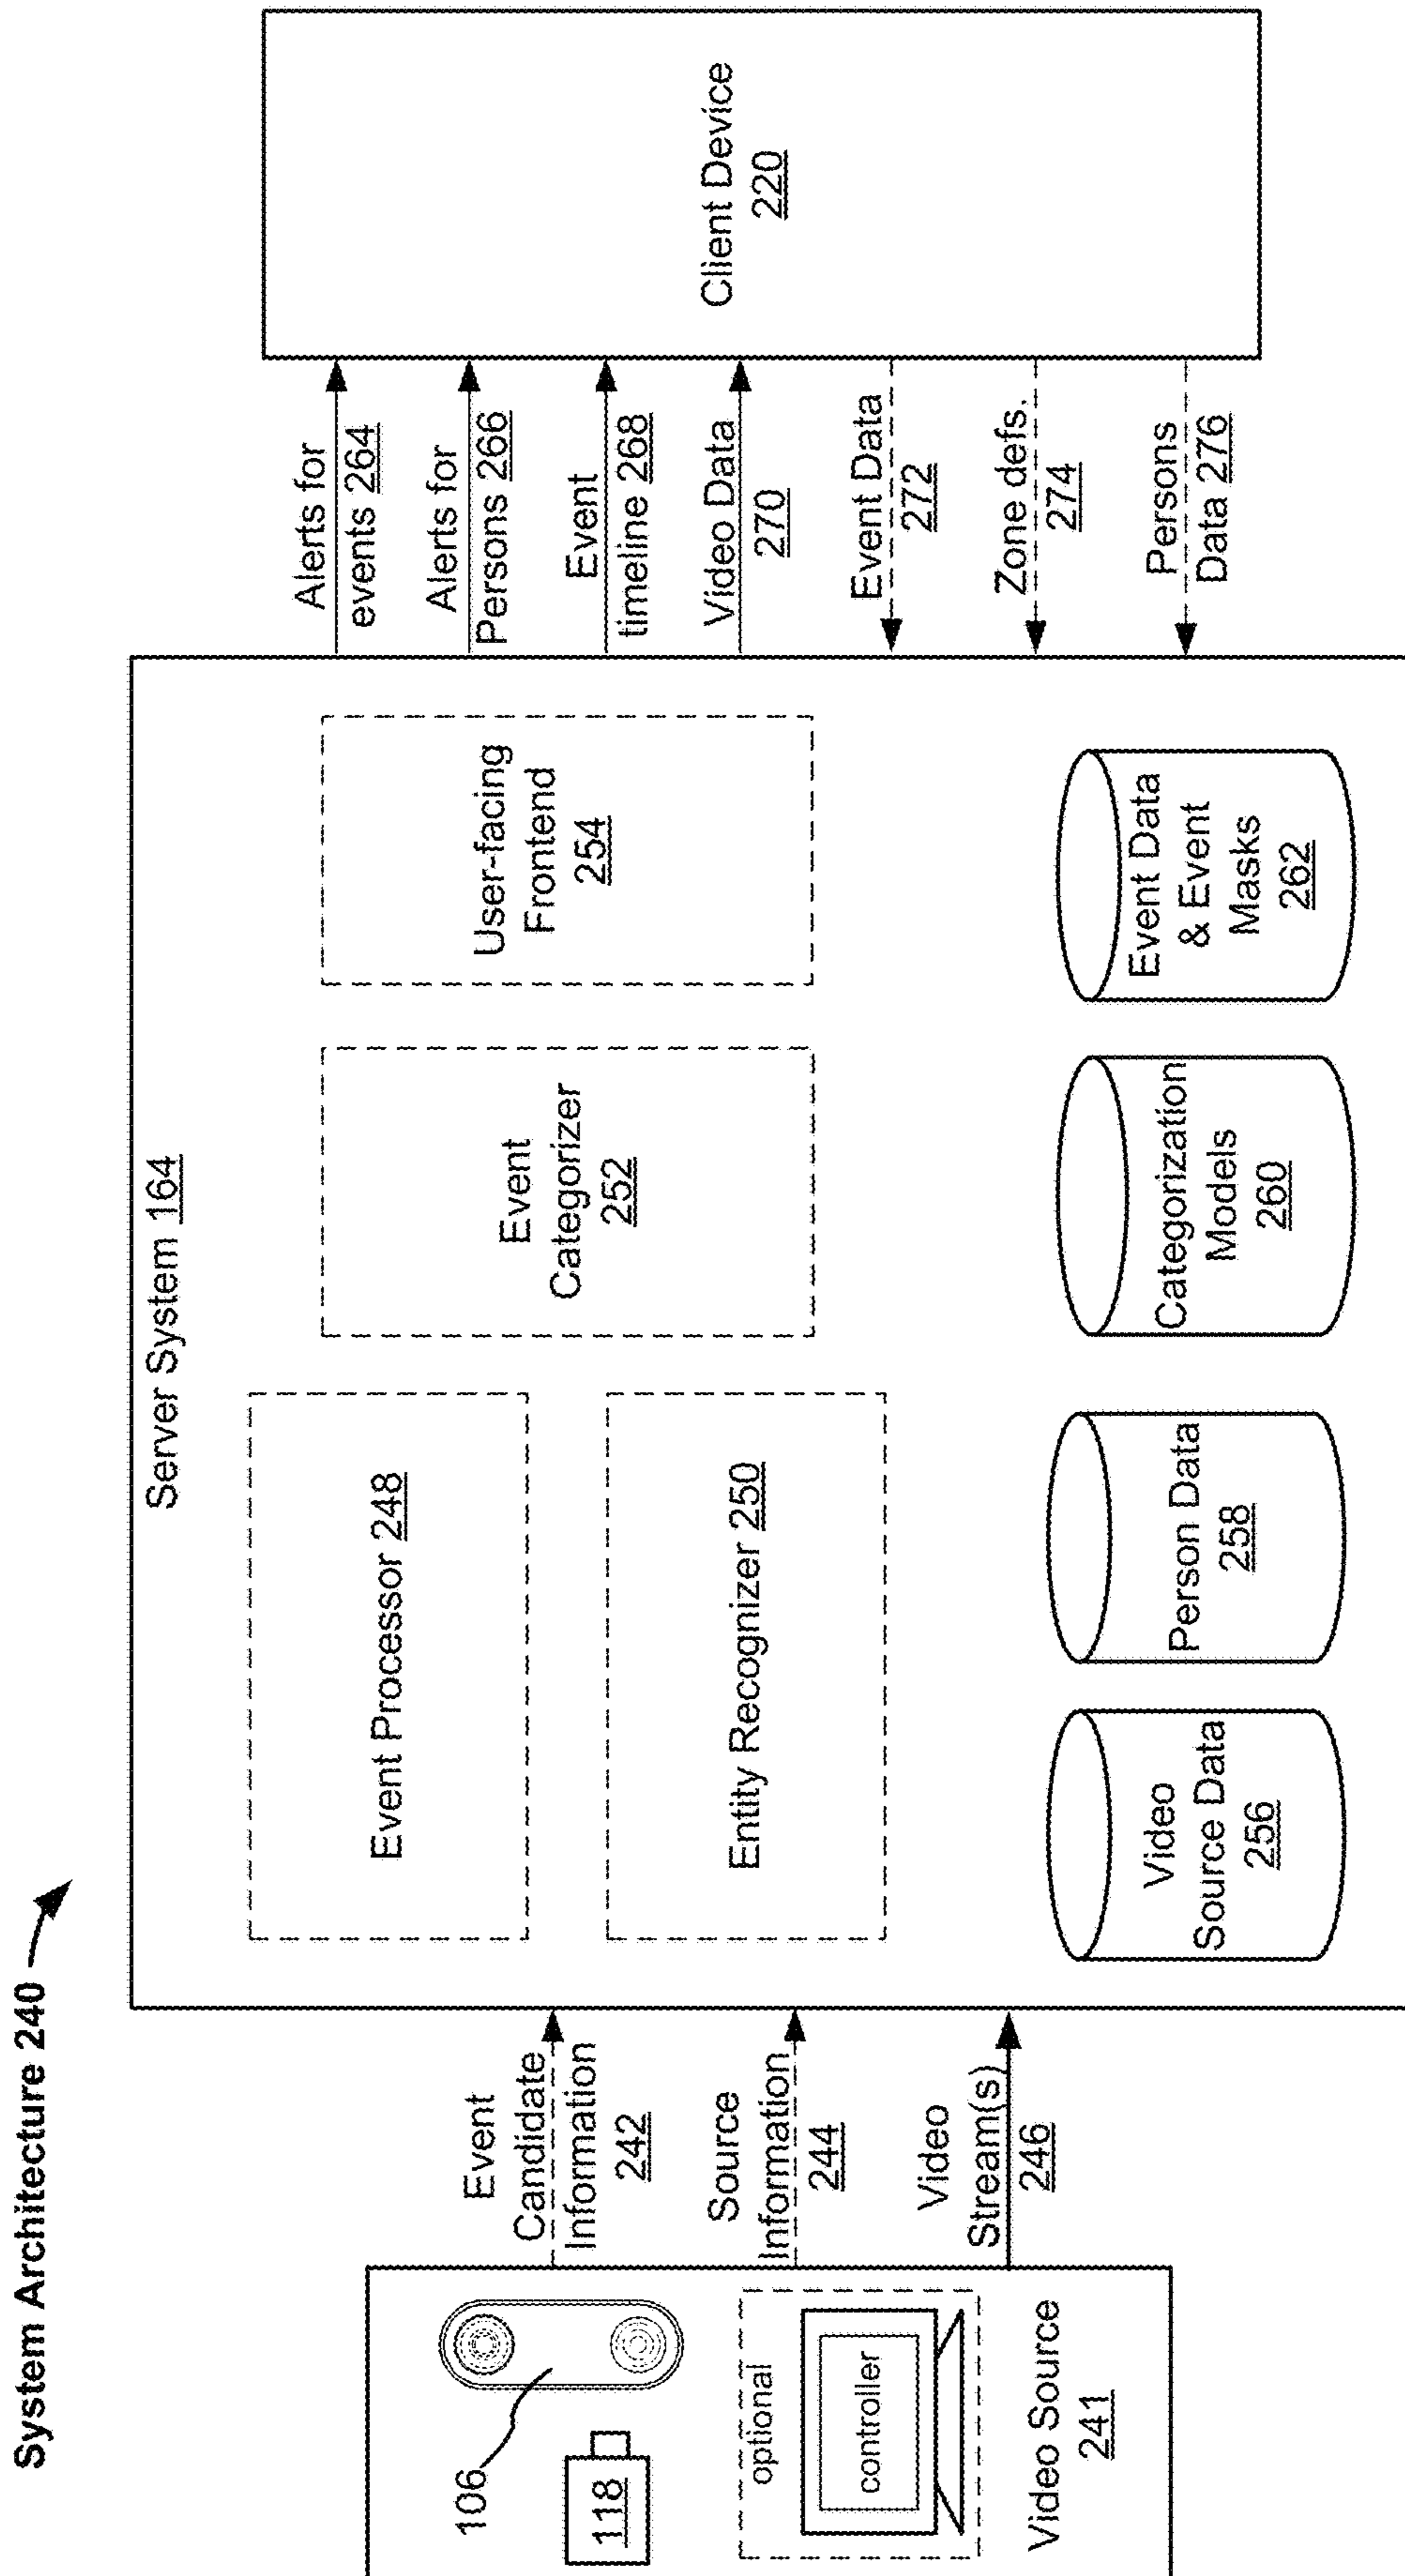 System Architecture 240
106
118
optional
controller
Video Source
241
Event
Candidate
Information
242
Source
Information
244
Video
Stream(s)
246
Server System 164
Event Processor 248
Entity Recognizer 250
Event
Categorizer
252
User-facing
Frontend
254
Video
Source Data
256
Person Data
258
Categorization
Models
260
Event Data
& Event
Masks
262
Alerts for
events 264
Alerts for
Persons 266
Event
timeline 268
Video Data
270
Event Data
272
Zone defs.
274
Persons
Data 276
Client Device
220